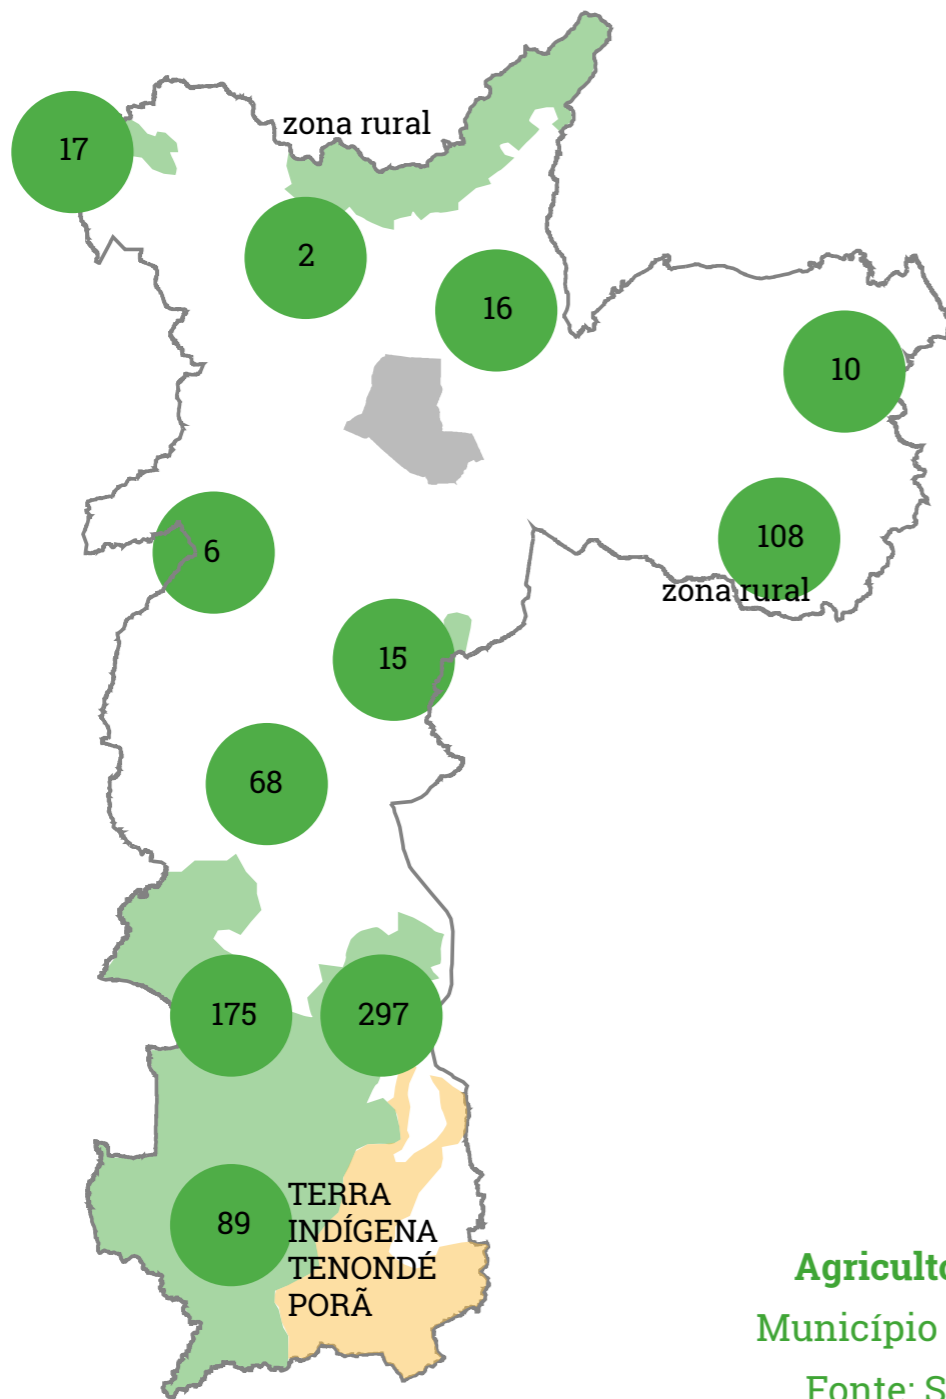 zona rural
17
2
16
10
108
zona rural
6
15
68
175
297
89
TERRA
INDÍGENA
TENONDÉ
PORÃ
Município
Fonte: